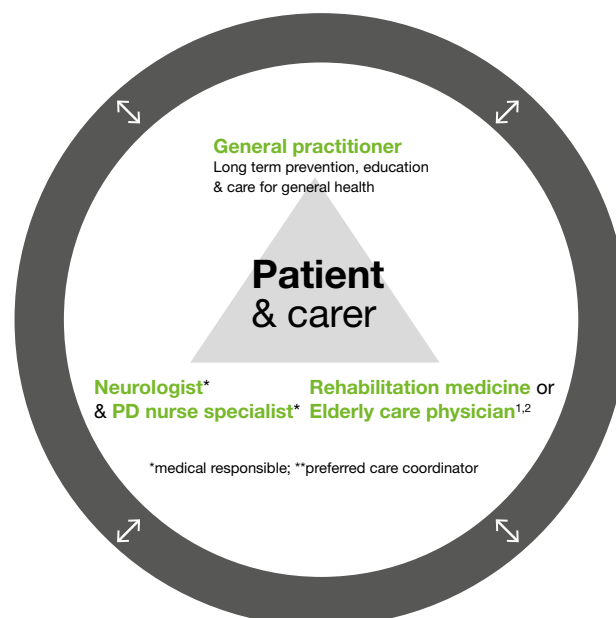 General practitioner
Long term prevention, education
& care for general health
Patient
& carer
Neurologist*
& PD nurse specialist*
Rehabilitation medicine or
Elderly care physician1,2
*medical responsible; **preferred care coordinator